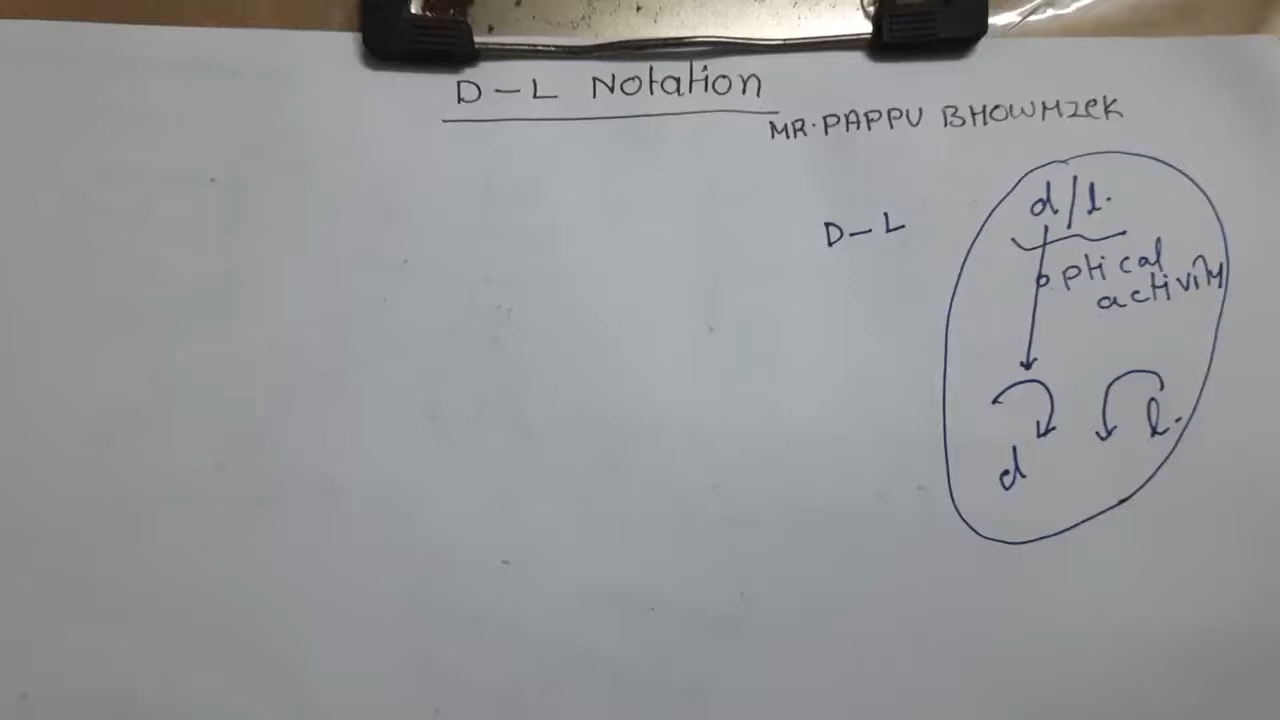 D-L Notation
MR. PAPPU BHOWMICK
D-L
d/l.
optical
activity
d
l.